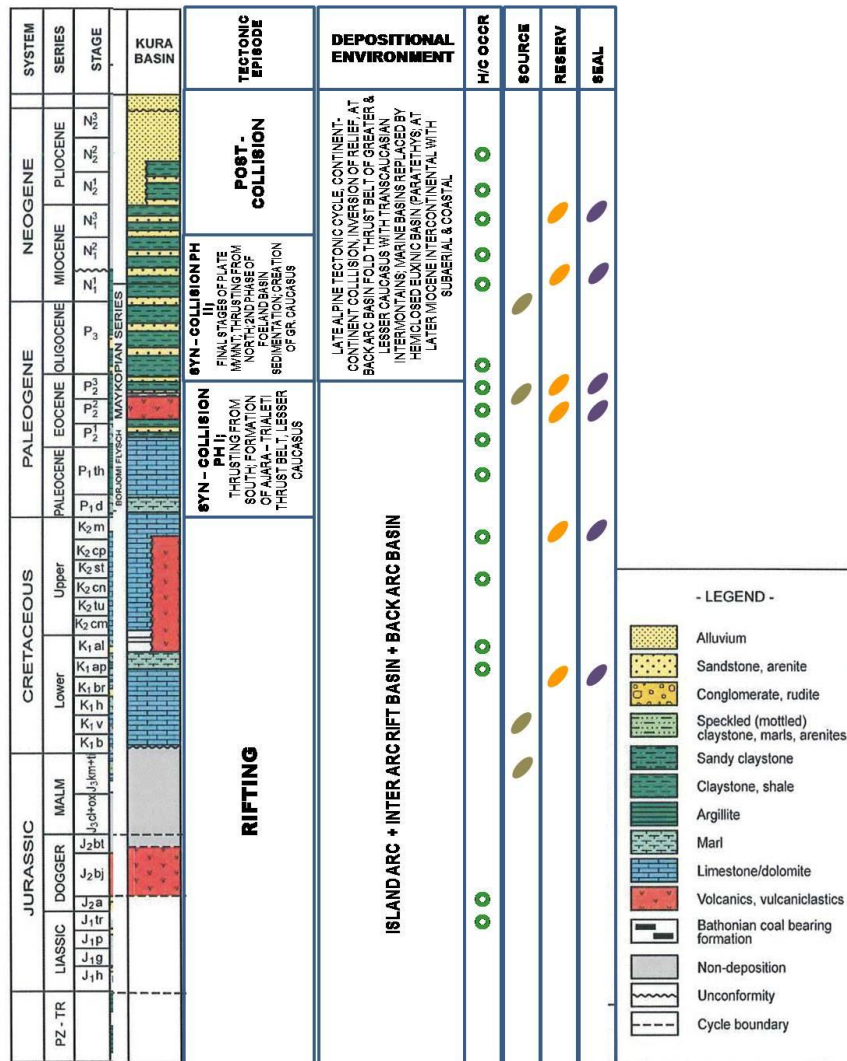 SYSTEM
SERIES
STAGE
KURA
BASIN
TECTONIC
EPISODE
DEPOSITIONAL
ENVIRONMENT
H/C OCCR
SOURCE
RESERV
SEAL
NEOGENE
PLIOCENE
N³₂
N²₂
N¹₂
MIOCENE
N³₁
N²₁
N¹₁
PALEOGENE
OLIGOCENE
P₃
EOCENE
P³₂
P²₂
P¹₂
PALEOCENE
P₁th
P₁d
MAYKOPIAN SERIES
BORJOMI FLYSCH
CRETACEOUS
Upper
K₂m
K₂cp
K₂st
K₂cn
K₂tu
K₂cm
Lower
K₁al
K₁ap
K₁br
K₁h
K₁v
K₁b
JURASSIC
MALM
J₃km+ti
J₃cl+ox
DOGGER
J₂bt
J₂bj
J₂a
LIASSIC
J₁tr
J₁p
J₁g
J₁h
PZ - TR
POST -
COLLISION
SYN – COLLISION PH
II;
FINAL STAGES OF PLATE
MVMNT; THRUSTING FROM
NORTH; 2ND PHASE OF
FOELAND BASIN
SEDIMENTATION; CREATION
OF GR. CAUCASUS
SYN – COLLISION
PH I;
THRUSTING FROM
SOUTH; FORMATION
OF AJARA – TRIALETI
THRUST BELT, LESSER
CAUCASUS
RIFTING
LATE ALPINE TECTONIC CYCLE, CONTINENT-
CONTINENT COLLISION, INVERSION OF RELIEF, AT
BACK ARC BASIN FOLD THRUST BELT OF GREATER &
LESSER CAUCASUS WITH TRANSCAUCASIAN
INTERMONTAINS; MARINE BASINS REPLACED BY
HEMICLOSED EUXINIC BASIN (PARATETHYS; AT
LATER MIOCENE INTERCONTINENTAL WITH
SUBAERIAL & COASTAL
ISLAND ARC + INTER ARC RIFT BASIN + BACK ARC BASIN
- LEGEND -
Alluvium
Sandstone, arenite
Conglomerate, rudite
Speckled (mottled)
claystone, marls, arenites
Sandy claystone
Claystone, shale
Argillite
Marl
Limestone/dolomite
Volcanics, vulcaniclastics
Bathonian coal bearing
formation
Non-deposition
Unconformity
Cycle boundary